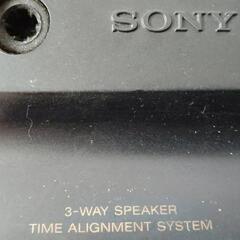 SONY
3-WAY SPEAKER
TIME ALIGNMENT SYSTEM